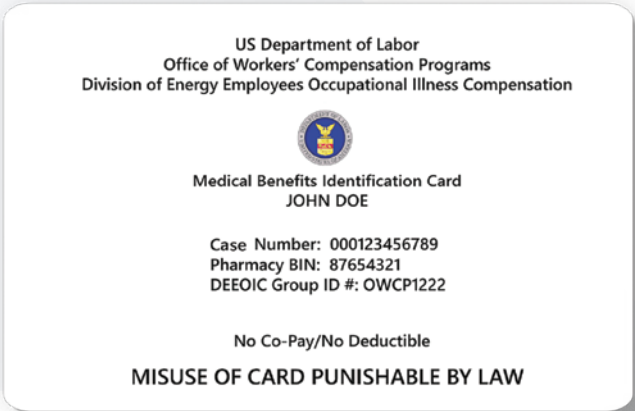 US Department of Labor
Office of Workers' Compensation Programs
Division of Energy Employees Occupational Illness Compensation
Medical Benefits Identification Card
JOHN DOE
Case Number: 000123456789
Pharmacy BIN: 87654321
DEEOIC Group ID #: OWCP1222
No Co-Pay/No Deductible
MISUSE OF CARD PUNISHABLE BY LAW